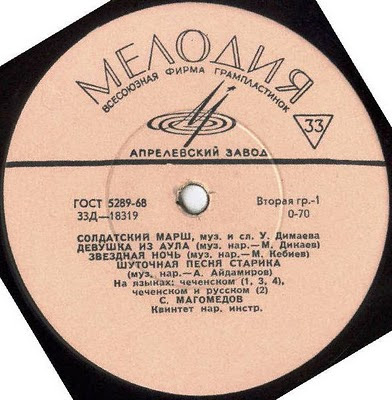 МЕЛОДИЯ
ВСЕСОЮЗНАЯ ФИРМА ГРАМПЛАСТИНОК
33
АПРЕЛЕВСКИЙ ЗАВОД
ГОСТ 5289-68 Вторая гр.-1
33Д-18319 0-70
СОЛДАТСКИЙ МАРШ, муз. и сл. У. Димаева
ДЕВУШКА ИЗ АУЛА (муз. нар.—М. Дикаев)
ЗВЕЗДНАЯ НОЧЬ (муз. нар.—М. Кебиев)
ШУТОЧНАЯ ПЕСНЯ СТАРИКА
(муз. нар.—А. Айдамиров)
На языках: чеченском (1, 3, 4),
чеченском и русском (2)
С. МАГОМЕДОВ
Квинтет нар. инстр.